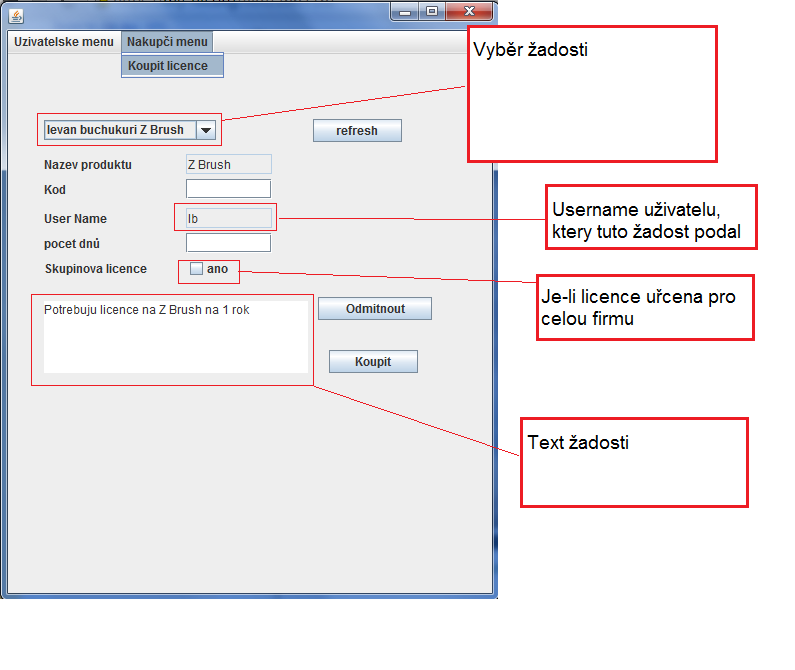 Uzivatelske menu Nakupči menu
Koupit licence
Vyběr žadosti
levan buchukuri Z Brush
refresh
Nazev produktu Z Brush
Kod
User Name lb
Username uživatelu,
ktery tuto žadost podal
pocet dnú
Skupinova licence ano
Je-li licence uřcena pro
celou firmu
Potrebuju licence na Z Brush na 1 rok
Odmitnout
Koupit
Text žadosti